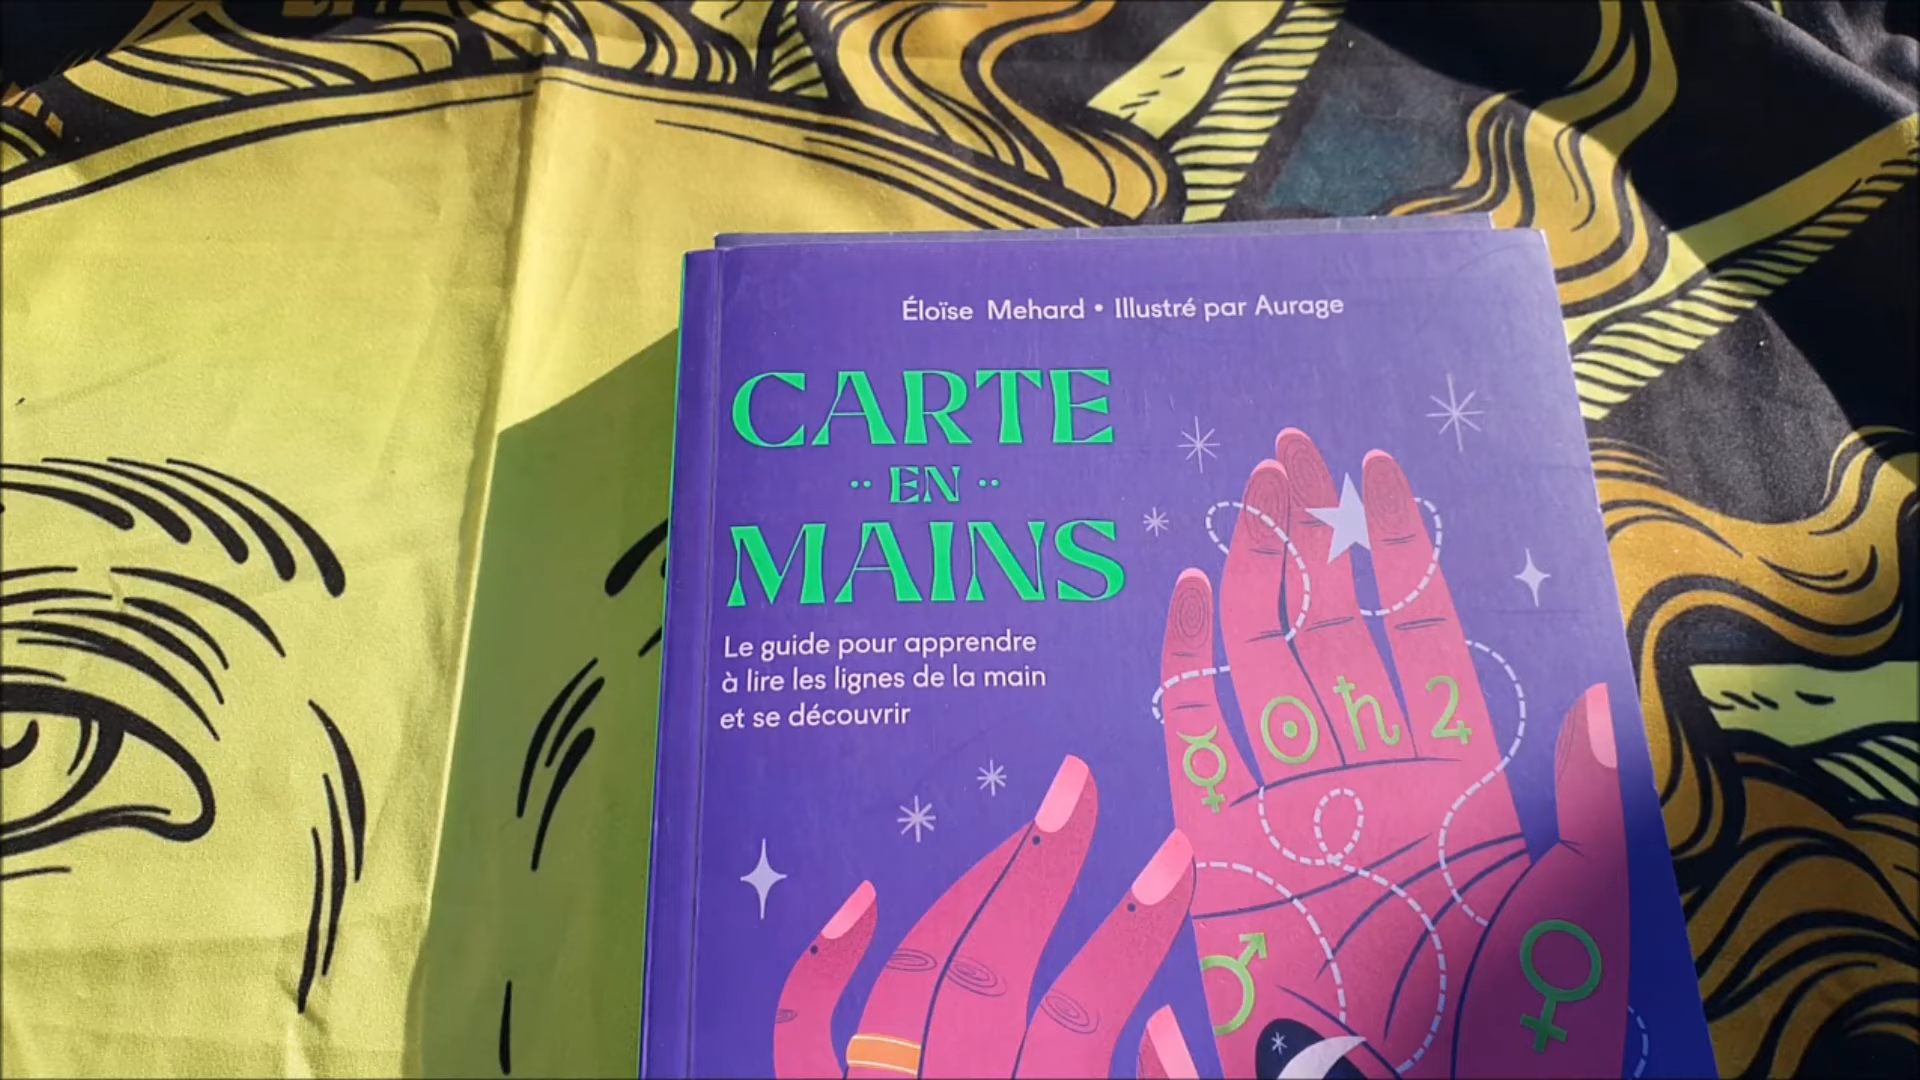 Éloïse Mehard • Illustré par Aurage
CARTE
·· EN ··
MAINS
Le guide pour apprendre
à lire les lignes de la main
et se découvrir